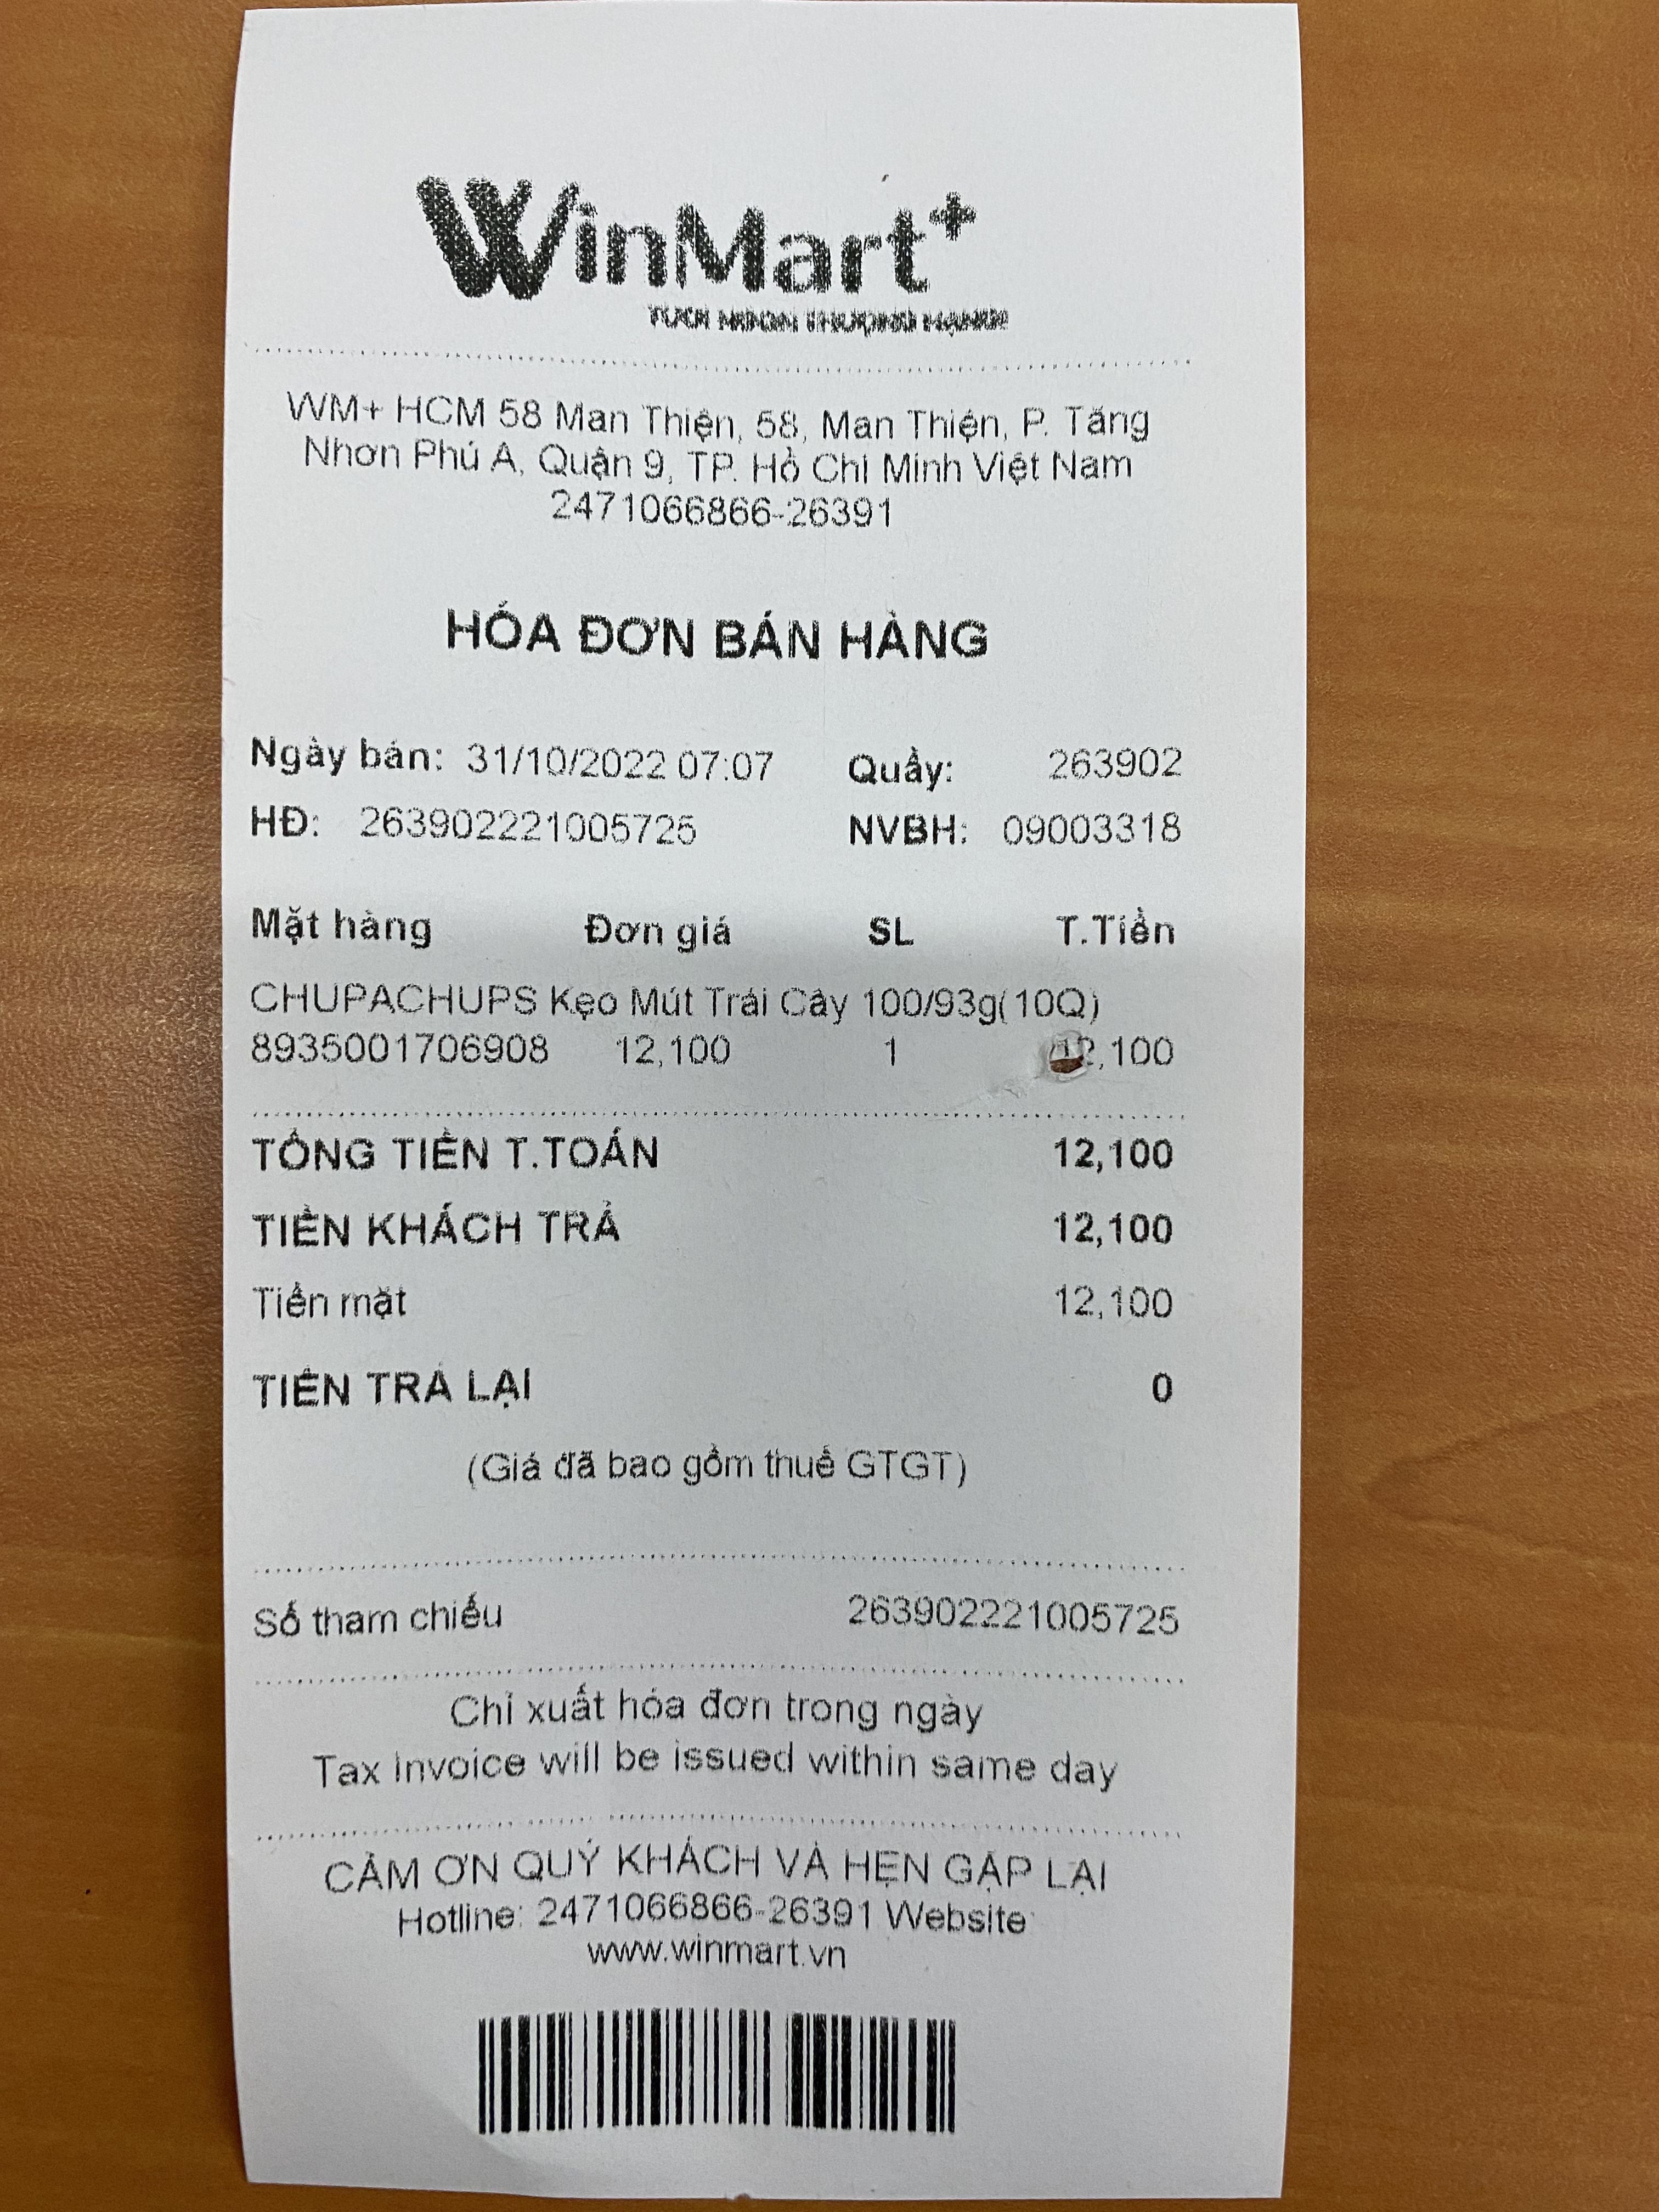 WinMart+
TƯƠI NGON THƯỢNG HẠNG
WM+ HCM 58 Man Thiện, 58, Man Thiện, P. Tăng
Nhơn Phú A, Quận 9, TP. Hồ Chí Minh Việt Nam
2471066866-26391
HÓA ĐƠN BÁN HÀNG
Ngày bán: 31/10/2022 07:07 Quầy: 263902
HĐ: 263902221005725 NVBH: 09003318
Mặt hàng Đơn giá SL T.Tiền
CHUPACHUPS Kẹo Mút Trái Cây 100/93g(10Q)
8935001706908 12,100 1 12,100
TỔNG TIỀN T.TOÁN 12,100
TIỀN KHÁCH TRẢ 12,100
Tiền mặt 12,100
TIỀN TRẢ LẠI 0
(Giá đã bao gồm thuế GTGT)
Số tham chiếu 263902221005725
Chỉ xuất hóa đơn trong ngày
Tax Invoice will be issued within same day
CẢM ƠN QUÝ KHÁCH VÀ HẸN GẶP LẠI
Hotline: 2471066866-26391 Website:
www.winmart.vn